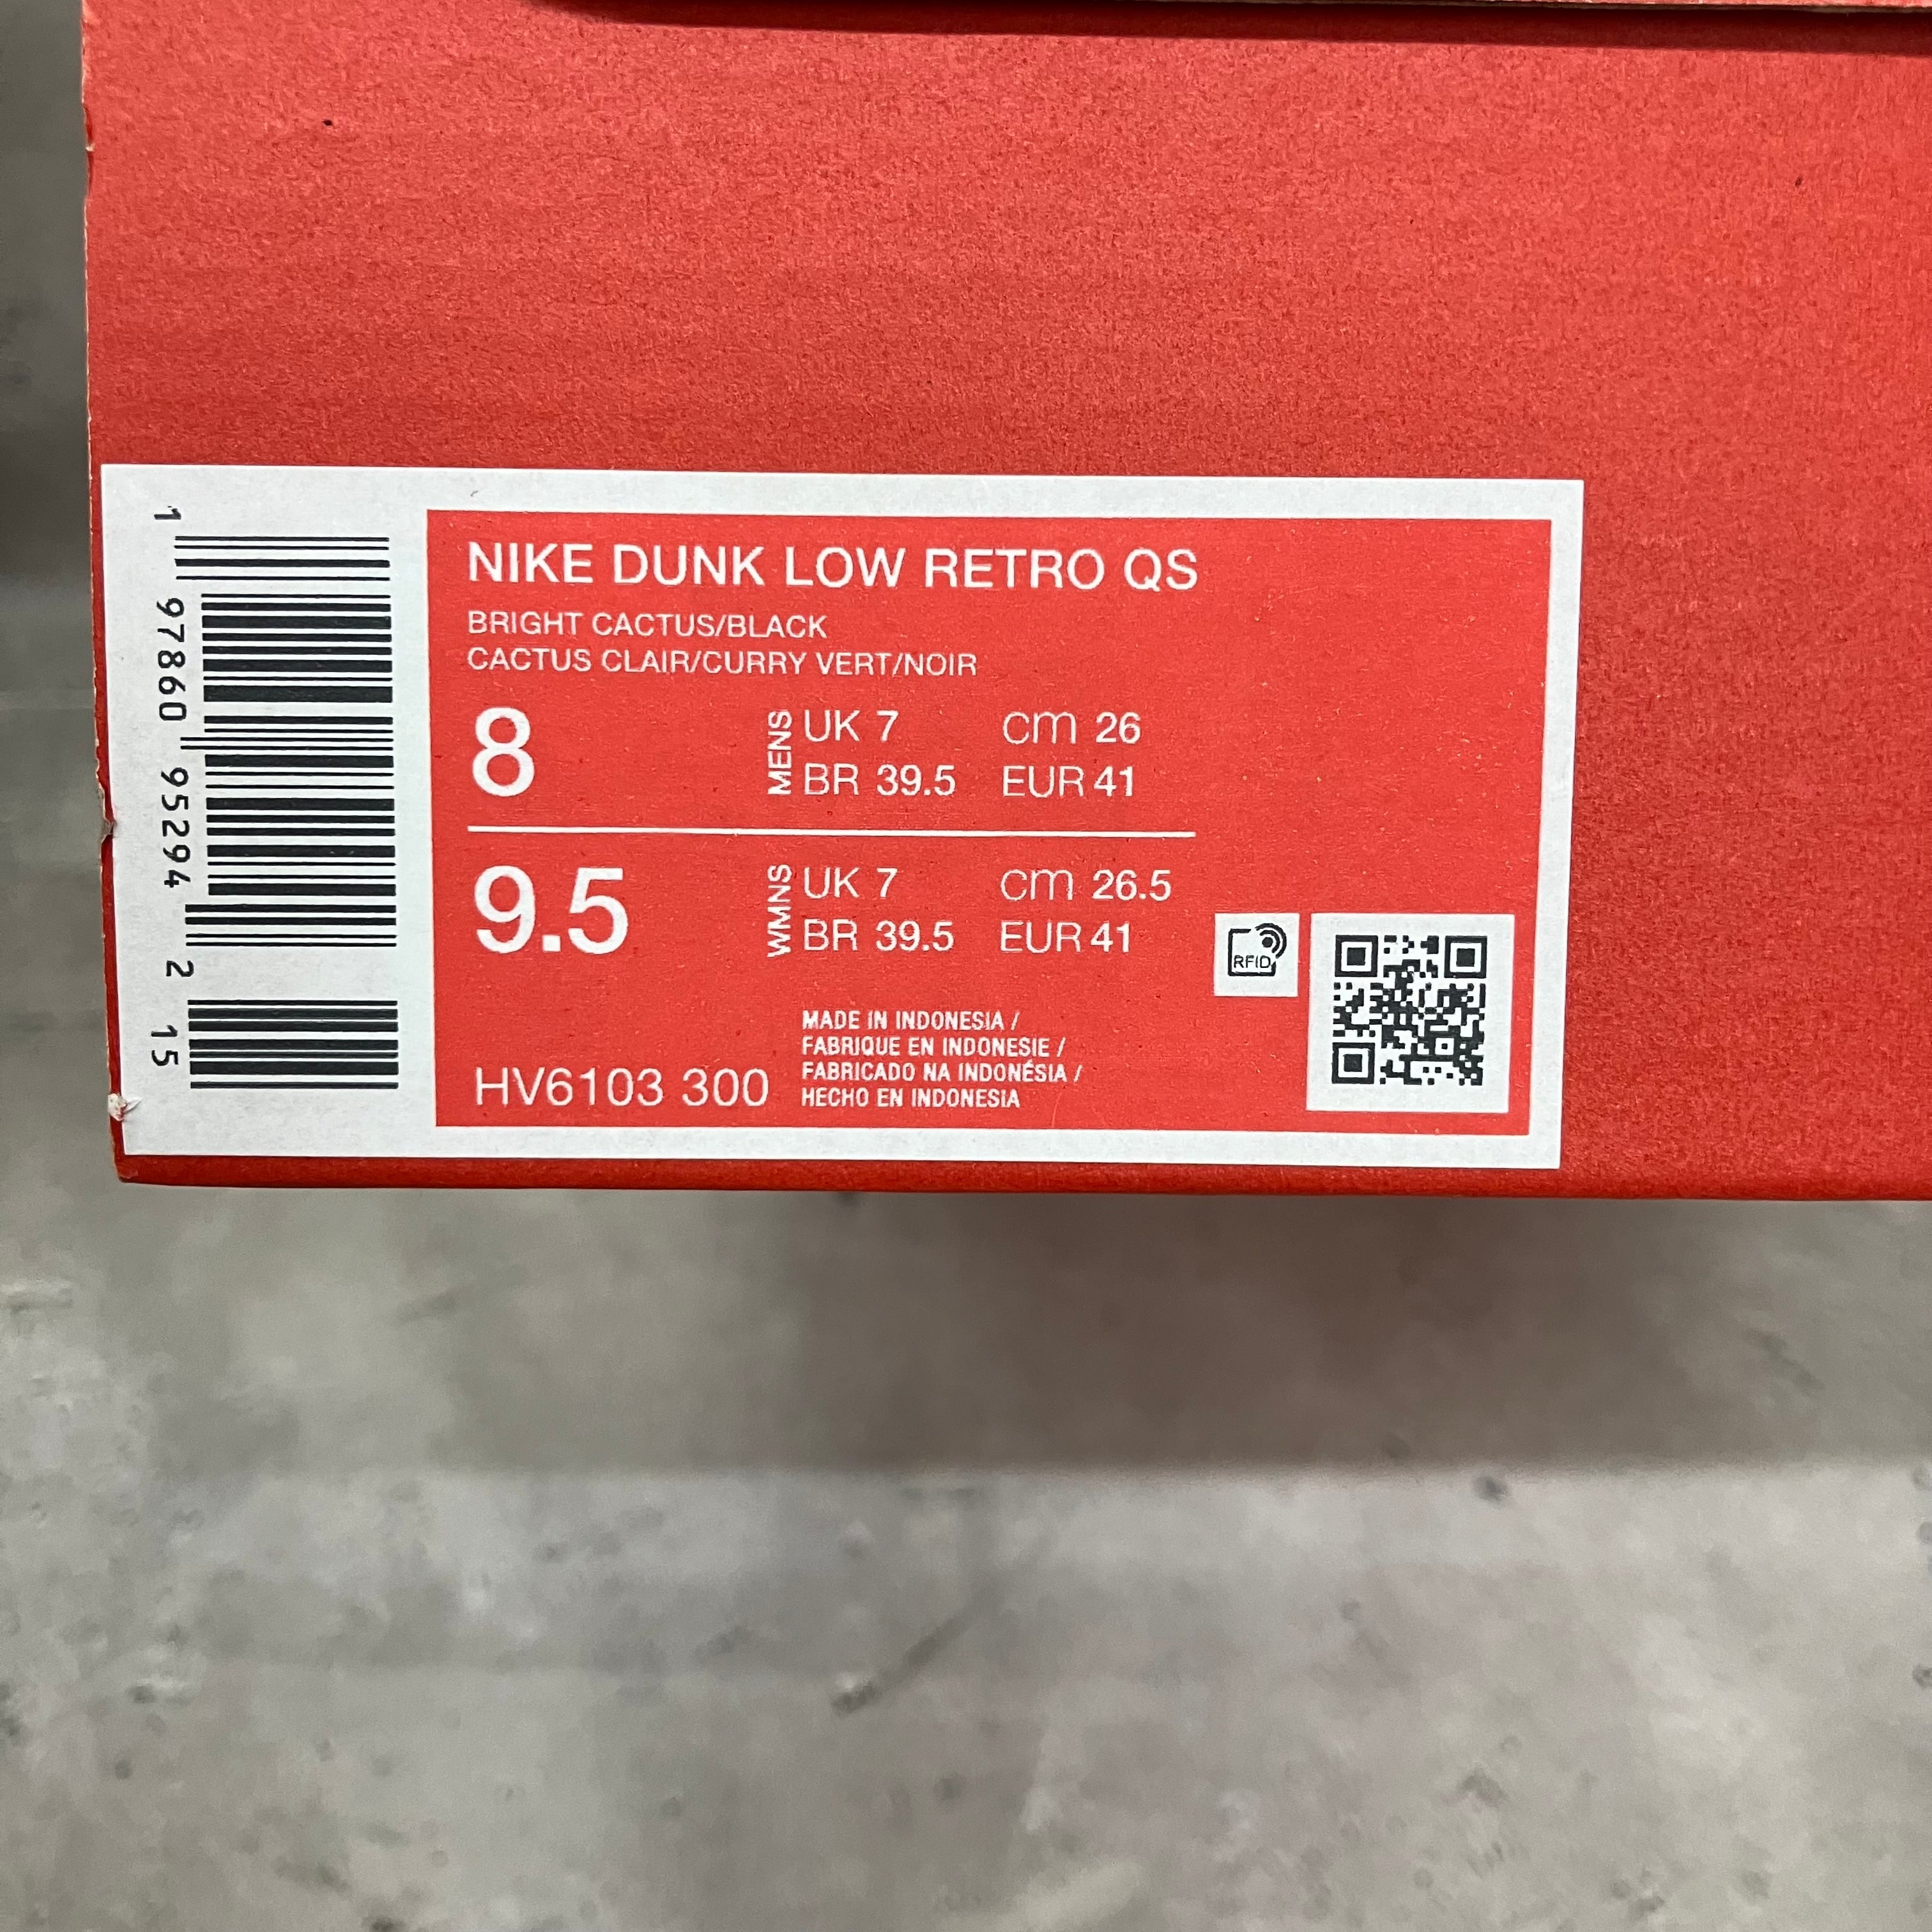 1 97860 95294 2 15
NIKE DUNK LOW RETRO QS
BRIGHT CACTUS/BLACK
CACTUS CLAIR/CURRY VERT/NOIR
8 MENS UK 7 cm 26
BR 39.5 EUR 41
9.5 WMNS UK 7 cm 26.5
BR 39.5 EUR 41
RFID
MADE IN INDONESIA /
FABRIQUE EN INDONESIE /
FABRICADO NA INDONÉSIA /
HECHO EN INDONESIA
HV6103 300